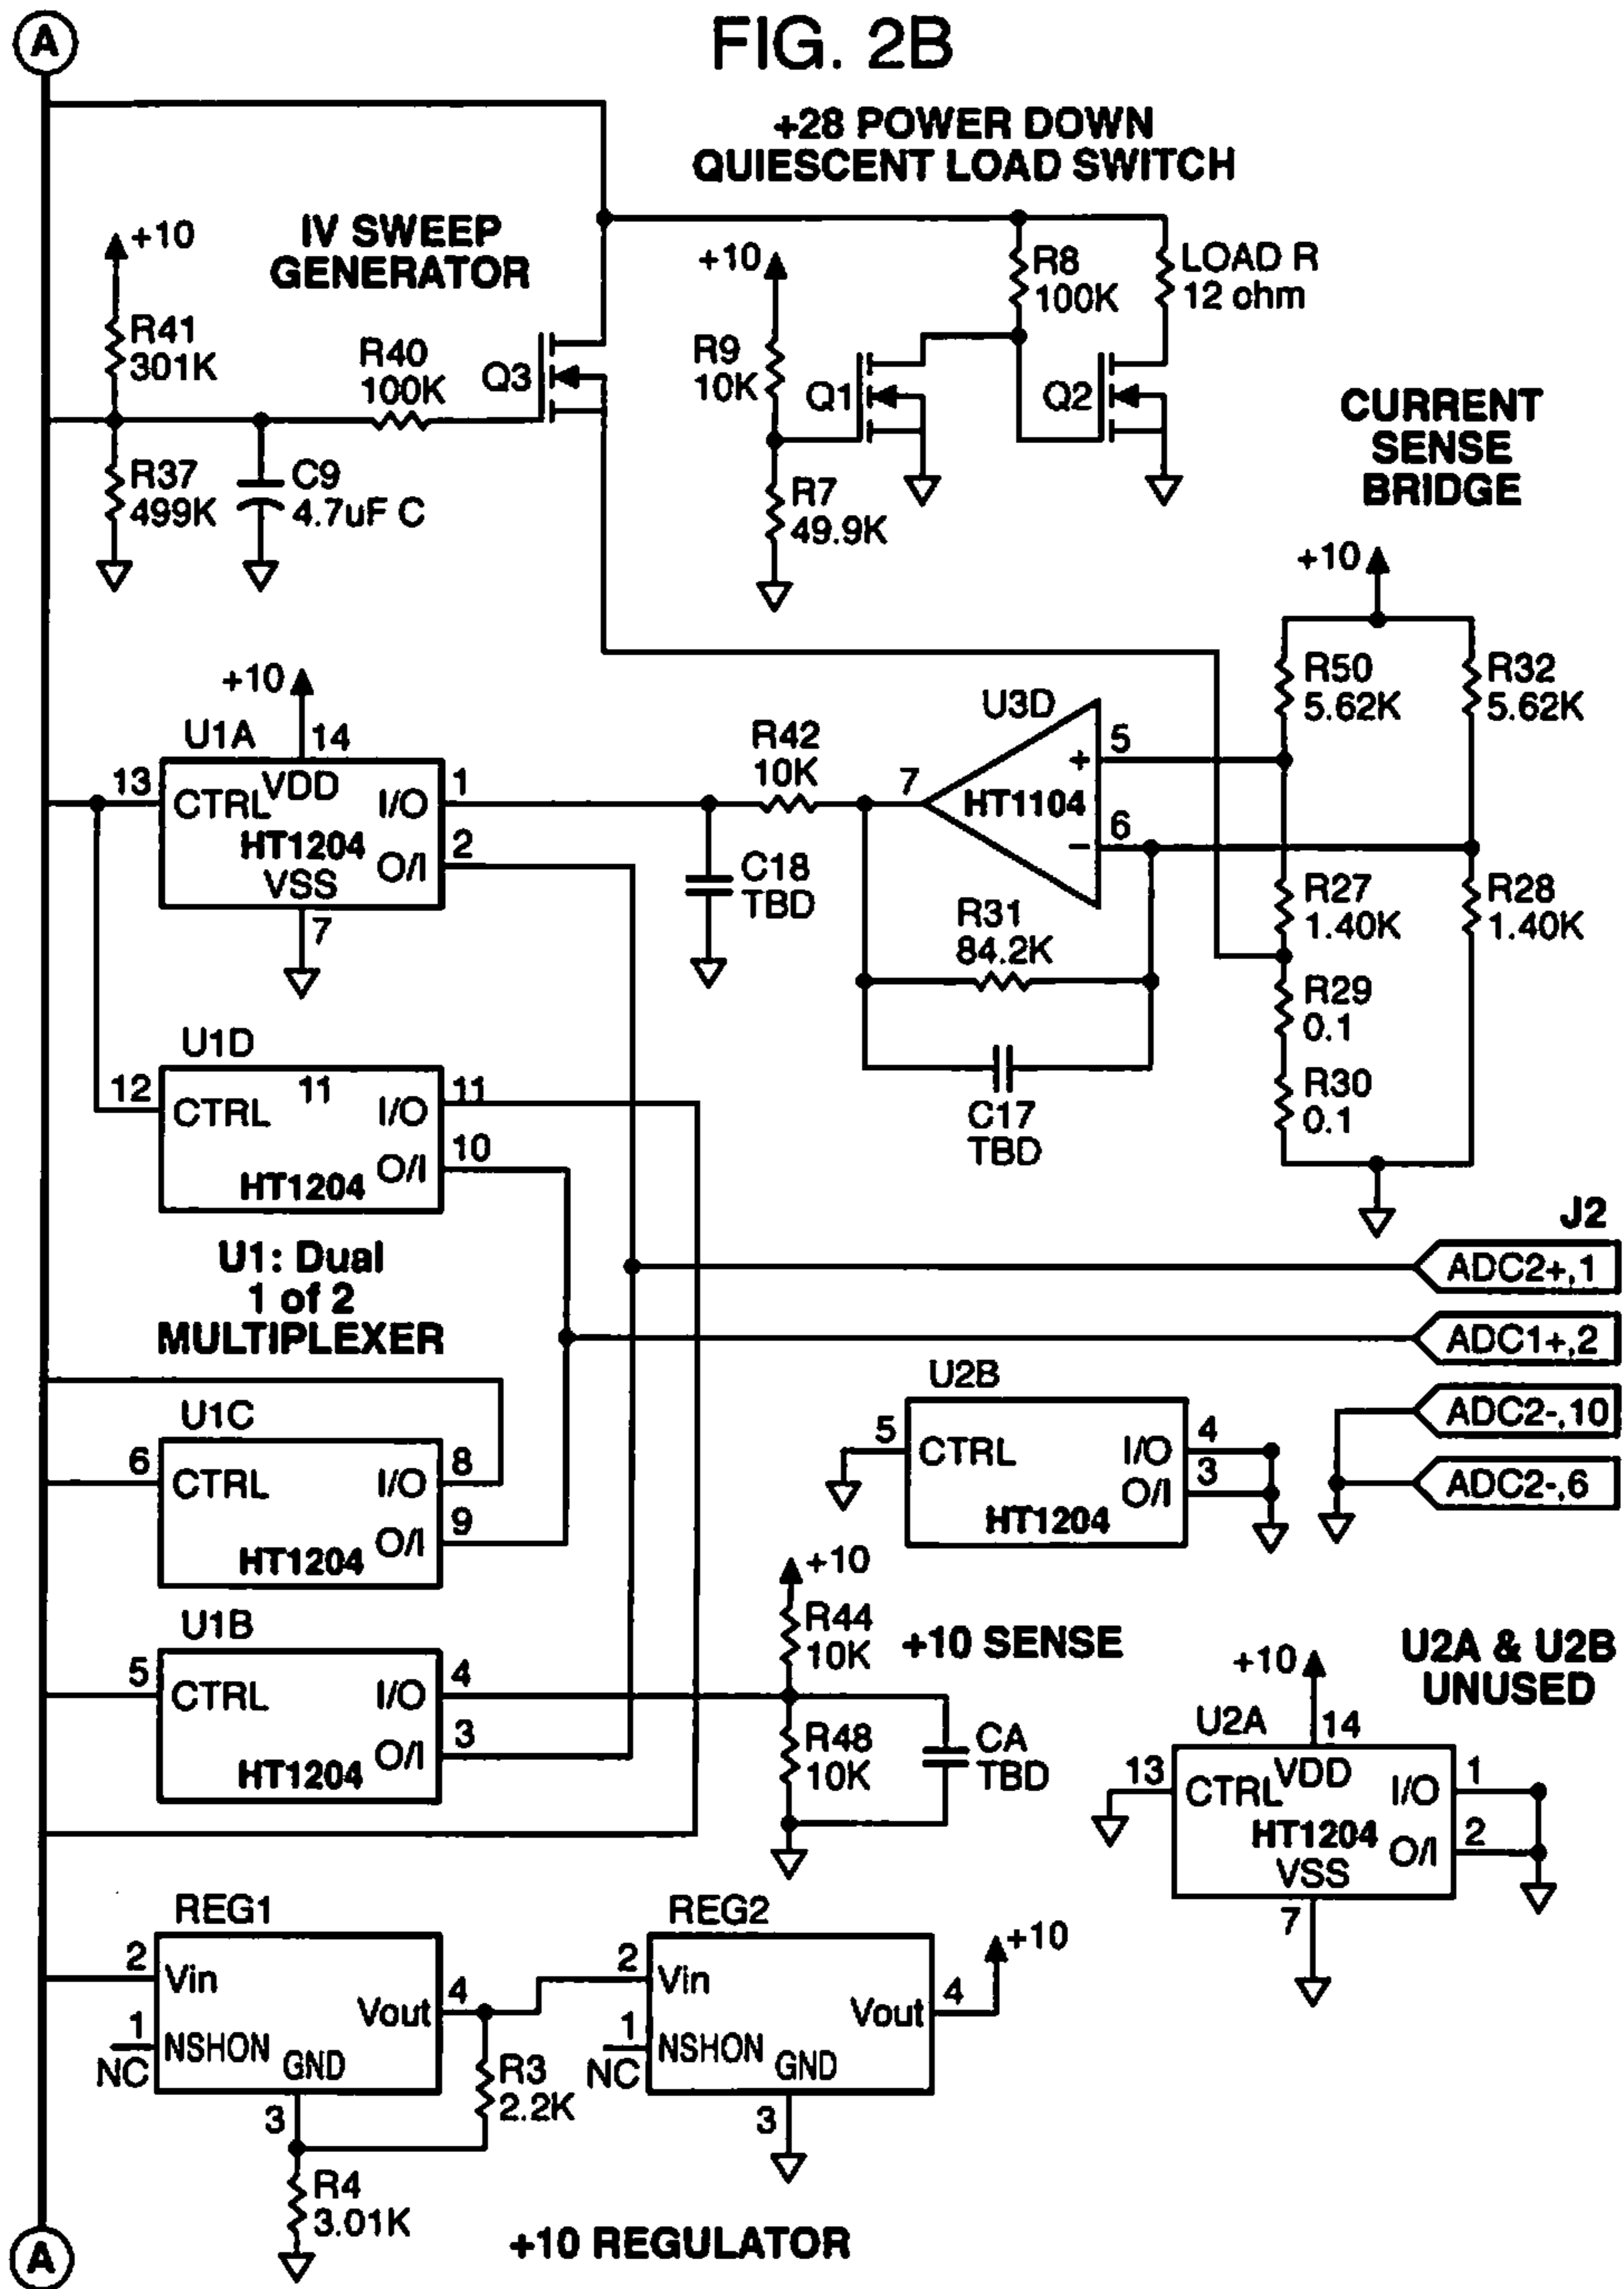 FIG. 2B
A
+28 POWER DOWN
QUIESCENT LOAD SWITCH
IV SWEEP
GENERATOR
+10
R41
301K
R40
100K
Q3
R37
499K
C9
4.7uF C
+10
R9
10K
Q1
R7
49.9K
R8
100K
LOAD R
12 ohm
Q2
CURRENT
SENSE
BRIDGE
+10
R50
5.62K
R32
5.62K
R27
1.40K
R28
1.40K
R29
0.1
R30
0.1
+10
U1A
14
13
CTRL
VDD
I/O
1
HT1204
O/I
2
VSS
7
R42
10K
C18
TBD
U3D
7
HT1104
+
5
-
6
R31
84.2K
C17
TBD
U1D
12
CTRL
11
I/O
11
O/I
10
HT1204
U1: Dual
1 of 2
MULTIPLEXER
J2
ADC2+,1
ADC1+,2
ADC2-,10
ADC2-,6
U1C
6
CTRL
I/O
8
O/I
9
HT1204
U2B
5
CTRL
I/O
4
O/I
3
HT1204
U1B
5
CTRL
I/O
4
O/I
3
HT1204
+10
R44
10K
+10 SENSE
R48
10K
CA
TBD
U2A & U2B
UNUSED
+10
U2A
14
13
CTRL
VDD
I/O
1
HT1204
O/I
2
VSS
7
REG1
2
Vin
Vout
4
1
NC
NSHON
GND
3
R3
2.2K
R4
3.01K
REG2
2
Vin
Vout
4
1
NC
NSHON
GND
3
+10
+10 REGULATOR
A